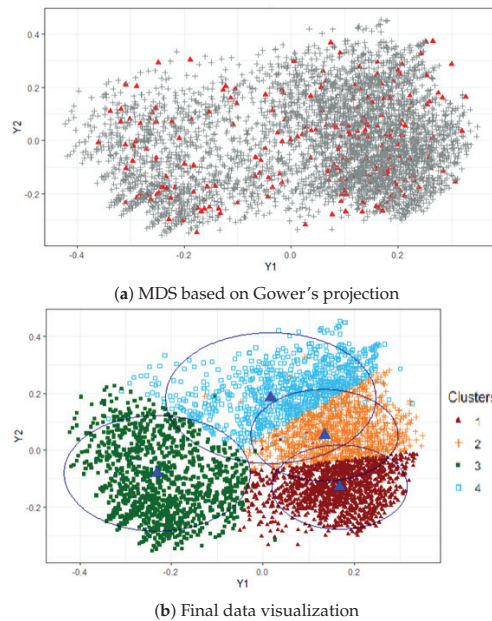 0.4
0.2
Y2
0.0
-0.2
-0.4 -0.2 0.0 0.2
Y1
(a) MDS based on Gower's projection
0.4
0.2
Y2
0.0
-0.2
-0.4 -0.2 0.0 0.2
Y1
Clusters
1
2
3
4
(b) Final data visualization